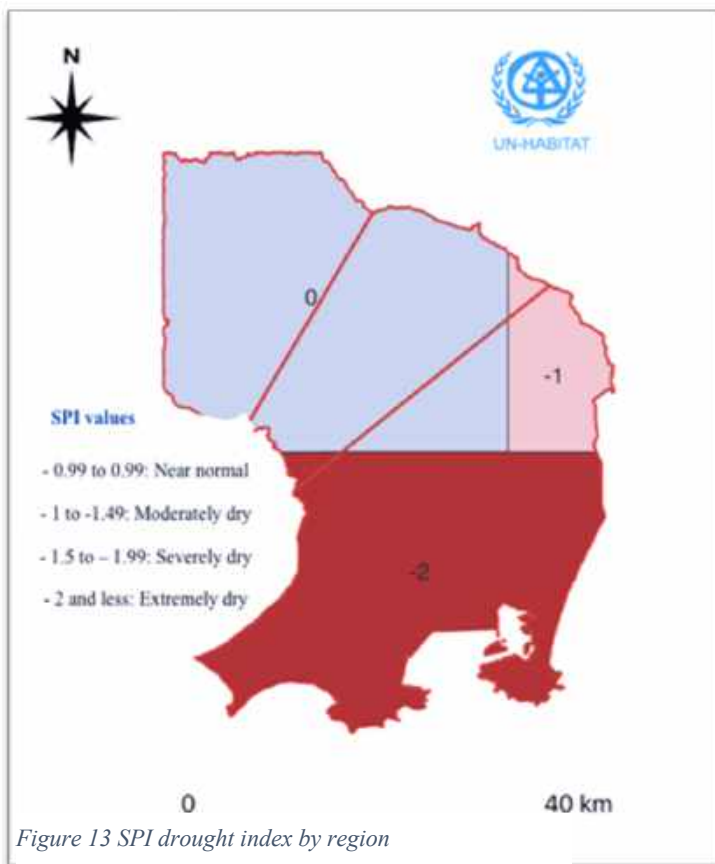 N
UN-HABITAT
0
-1
SPI values
- 0.99 to 0.99: Near normal
- 1 to -1.49: Moderately dry
- 1.5 to – 1.99: Severely dry
- 2 and less: Extremely dry
-2
0 40 km
Figure 13 SPI drought index by region